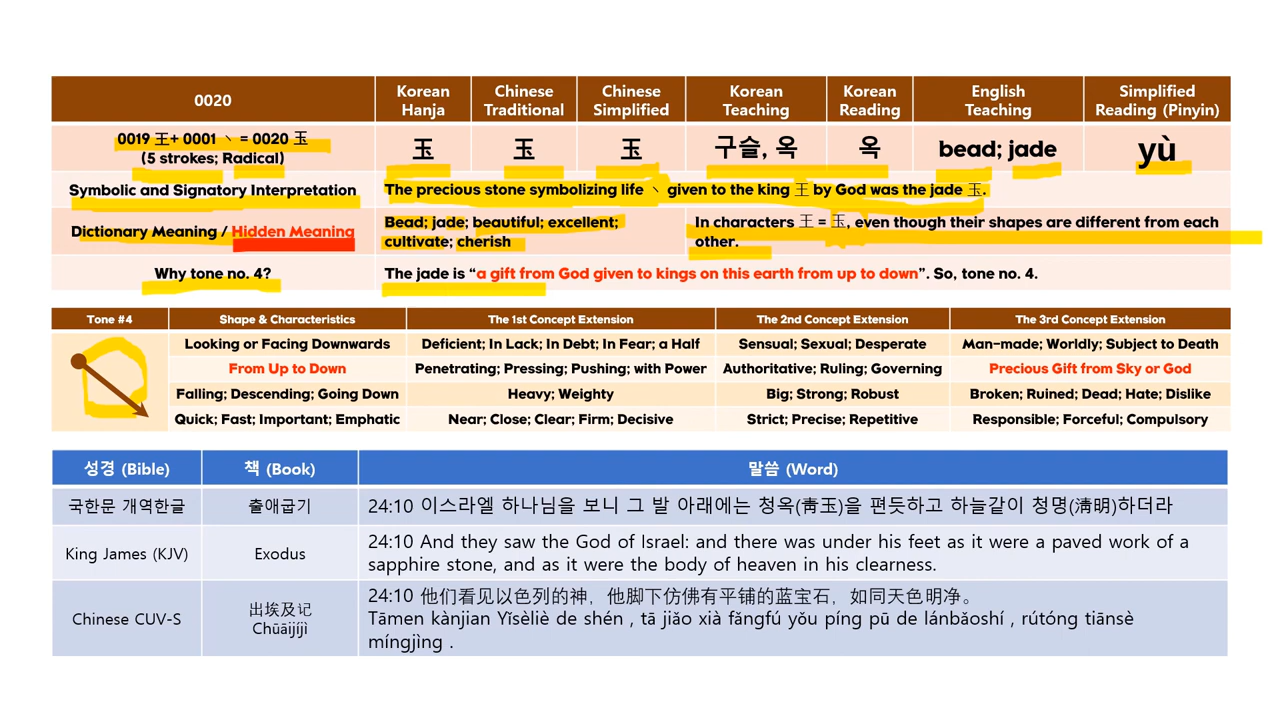 0020
Korean Hanja
Chinese Traditional
Chinese Simplified
Korean Teaching
Korean Reading
English Teaching
Simplified Reading (Pinyin)
0019 王+ 0001 丶 = 0020 玉
(5 strokes; Radical)
玉
玉
玉
구슬, 옥
옥
bead; jade
yù
Symbolic and Signatory Interpretation
The precious stone symbolizing life 丶 given to the king 王 by God was the jade 玉.
Dictionary Meaning / Hidden Meaning
Bead; jade; beautiful; excellent;
cultivate; cherish
In characters 王 = 玉, even though their shapes are different from each
other.
Why tone no. 4?
The jade is “a gift from God given to kings on this earth from up to down”. So, tone no. 4.
Tone #4
Shape & Characteristics
The 1st Concept Extension
The 2nd Concept Extension
The 3rd Concept Extension
Looking or Facing Downwards
Deficient; In Lack; In Debt; In Fear; a Half
Sensual; Sexual; Desperate
Man-made; Worldly; Subject to Death
From Up to Down
Penetrating; Pressing; Pushing; with Power
Authoritative; Ruling; Governing
Precious Gift from Sky or God
Falling; Descending; Going Down
Heavy; Weighty
Big; Strong; Robust
Broken; Ruined; Dead; Hate; Dislike
Quick; Fast; Important; Emphatic
Near; Close; Clear; Firm; Decisive
Strict; Precise; Repetitive
Responsible; Forceful; Compulsory
성경 (Bible)
책 (Book)
말씀 (Word)
국한문 개역한글
출애굽기
24:10 이스라엘 하나님을 보니 그 발 아래에는 청옥(靑玉)을 편듯하고 하늘같이 청명(淸明)하더라
King James (KJV)
Exodus
24:10 And they saw the God of Israel: and there was under his feet as it were a paved work of a
sapphire stone, and as it were the body of heaven in his clearness.
Chinese CUV-S
出埃及记
Chūāijíjì
24:10 他们看见以色列的神，他脚下仿佛有平铺的蓝宝石，如同天色明净。
Tāmen kànjian Yǐsèliè de shén , tā jiǎo xià fǎngfú yǒu píng pū de lánbǎoshí , rútóng tiānsè
míngjìng .